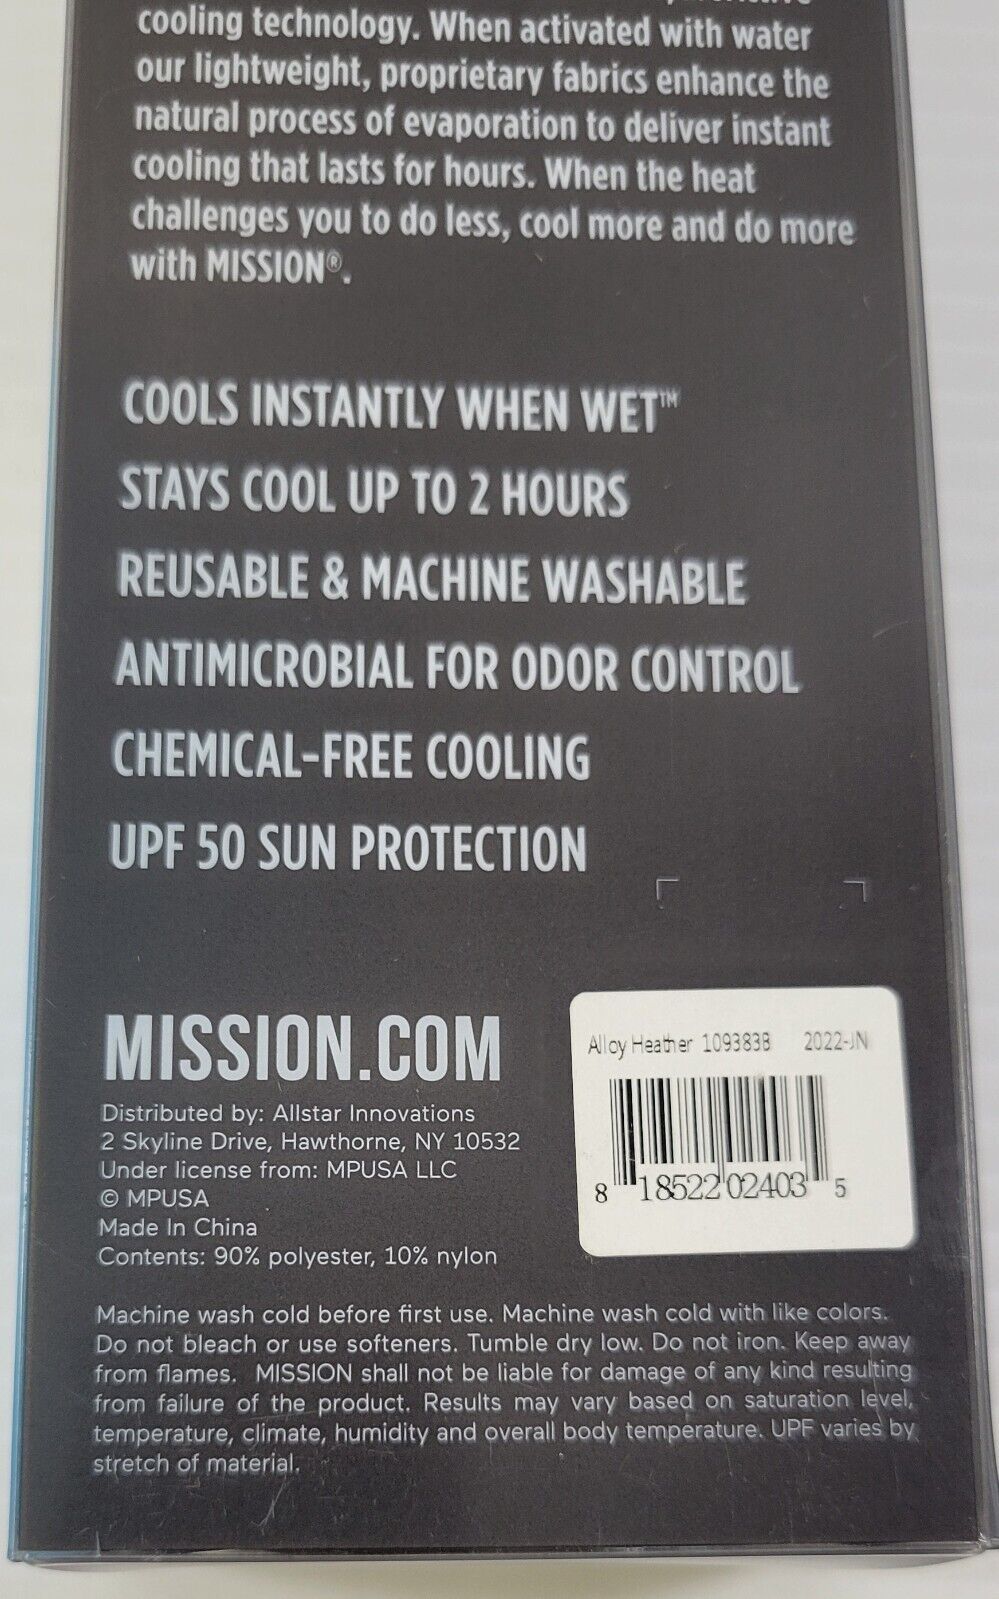 cooling technology. When activated with water
our lightweight, proprietary fabrics enhance the
natural process of evaporation to deliver instant
cooling that lasts for hours. When the heat
challenges you to do less, cool more and do more
with MISSION®.
COOLS INSTANTLY WHEN WET™
STAYS COOL UP TO 2 HOURS
REUSABLE & MACHINE WASHABLE
ANTIMICROBIAL FOR ODOR CONTROL
CHEMICAL-FREE COOLING
UPF 50 SUN PROTECTION
MISSION.COM
Distributed by: Allstar Innovations
2 Skyline Drive, Hawthorne, NY 10532
Under license from: MPUSA LLC
© MPUSA
Made In China
Contents: 90% polyester, 10% nylon
Alloy Heather 109383B 2022-JN
8 18522 02403 5
Machine wash cold before first use. Machine wash cold with like colors.
Do not bleach or use softeners. Tumble dry low. Do not iron. Keep away
from flames. MISSION shall not be liable for damage of any kind resulting
from failure of the product. Results may vary based on saturation level,
temperature, climate, humidity and overall body temperature. UPF varies by
stretch of material.